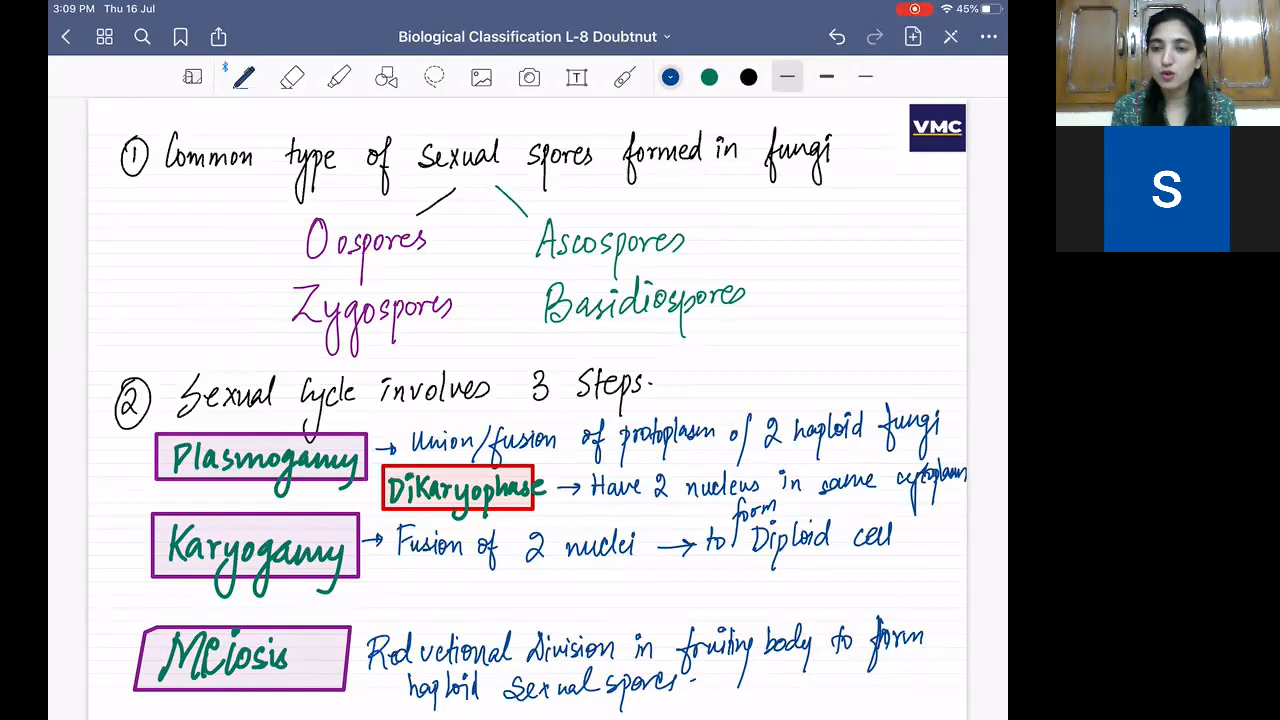 3:09 PM Thu 16 Jul
45%
Biological Classification L-8 Doubtnut
T
VMC
① Common type of sexual spores formed in fungi
Oospores Ascospores
Zygospores Basidiospores
② Sexual Cycle involves 3 Steps.
Plasmogamy → Union/fusion of protoplasm of 2 haploid fungi
DiKaryophase → Have 2 nucleus in same cytoplasm
Karyogamy → Fusion of 2 nuclei → to form Diploid cell
Meiosis Reductional Division in fruiting body to form
haploid sexual spores.
S